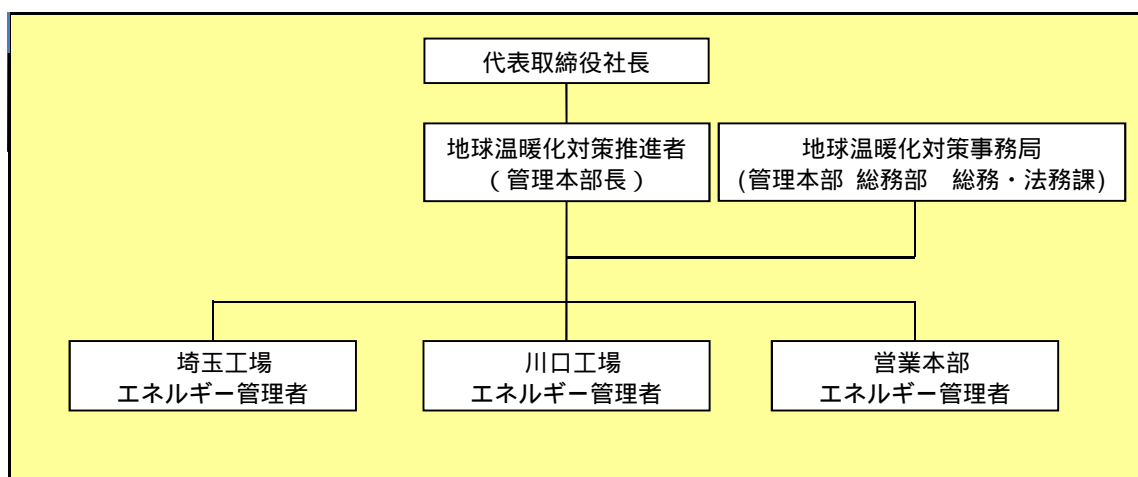 代表取締役社長
地球温暖化対策推進者
（管理本部長）
地球温暖化対策事務局
(管理本部 総務部　総務・法務課)
埼玉工場
エネルギー管理者
川口工場
エネルギー管理者
営業本部
エネルギー管理者